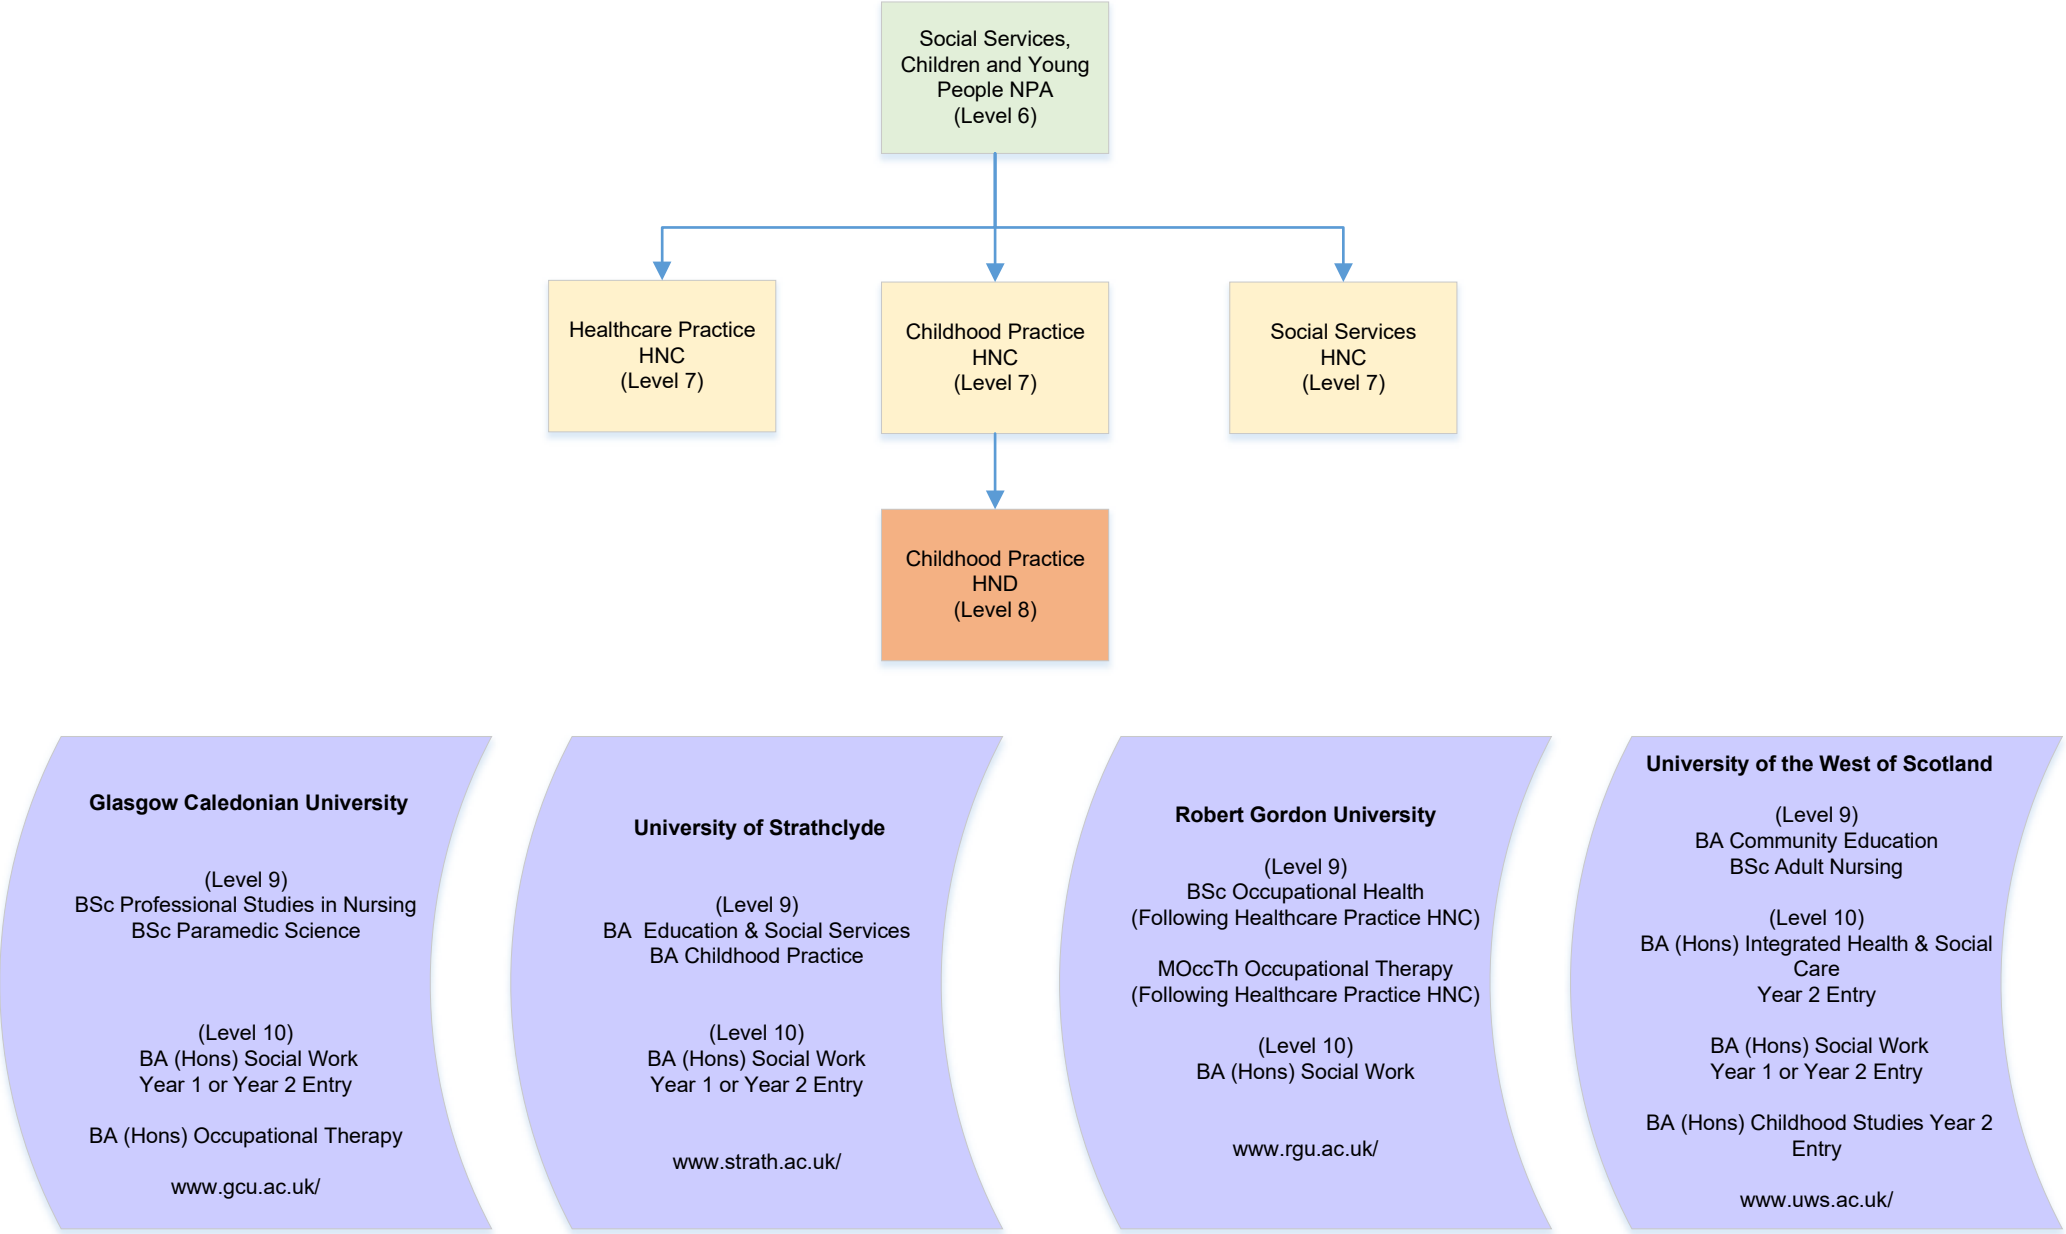 Social Services,
Children and Young
People NPA
(Level 6)
Healthcare Practice
HNC
(Level 7)
Childhood Practice
HNC
(Level 7)
Social Services
HNC
(Level 7)
Childhood Practice
HND
(Level 8)
Glasgow Caledonian University
(Level 9)
BSc Professional Studies in Nursing
BSc Paramedic Science
(Level 10)
BA (Hons) Social Work
Year 1 or Year 2 Entry
BA (Hons) Occupational Therapy
www.gcu.ac.uk/
University of Strathclyde
(Level 9)
BA  Education & Social Services
BA Childhood Practice
(Level 10)
BA (Hons) Social Work
Year 1 or Year 2 Entry
www.strath.ac.uk/
Robert Gordon University
(Level 9)
BSc Occupational Health
(Following Healthcare Practice HNC)
MOccTh Occupational Therapy
(Following Healthcare Practice HNC)
(Level 10)
BA (Hons) Social Work
www.rgu.ac.uk/
University of the West of Scotland
(Level 9)
BA Community Education
BSc Adult Nursing
(Level 10)
BA (Hons) Integrated Health & Social
Care
Year 2 Entry
BA (Hons) Social Work
Year 1 or Year 2 Entry
BA (Hons) Childhood Studies Year 2
Entry
www.uws.ac.uk/